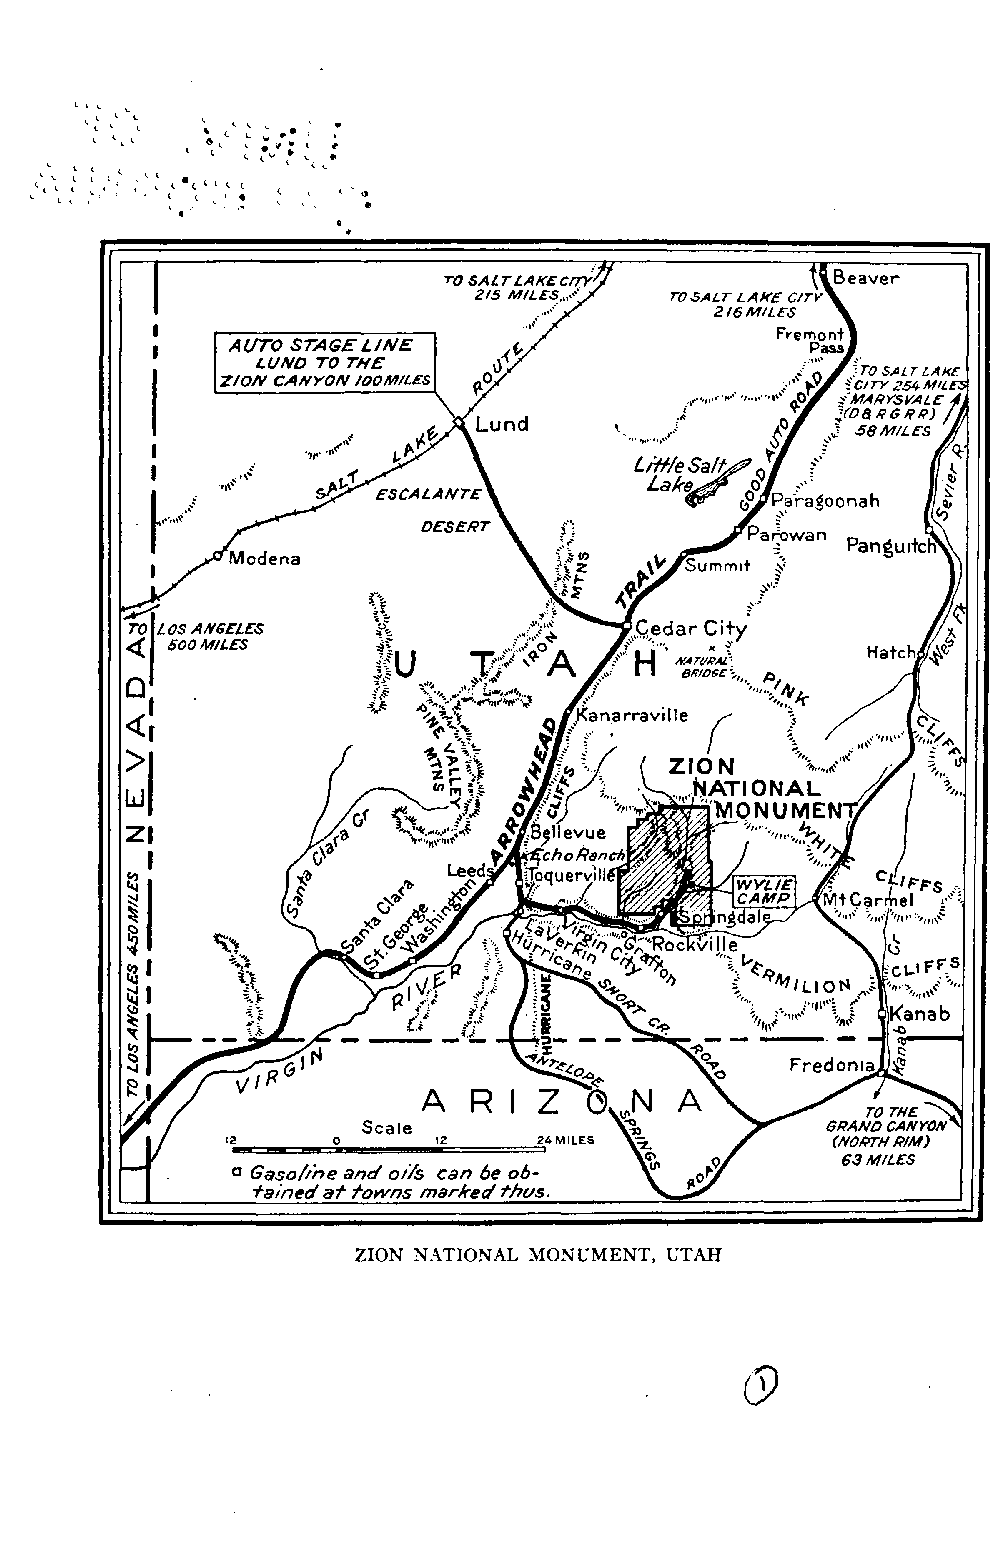 TO SALT LAKE CITY
215 MILES
TO SALT LAKE CITY
216 MILES
Beaver
Fremont
Pass
AUTO STAGE LINE
LUND TO THE
ZION CANYON 100 MILES
TO SALT LAKE
CITY 254 MILES
MARYSVALE
(D & R G R R)
58 MILES
SALT LAKE ROUTE
Lund
GOOD AUTO ROAD
Little Salt
Lake
Sevier R.
ESCALANTE
DESERT
Paragoonah
Parowan
Panguitch
Modena
Summit
IRON MTNS
ARROWHEAD TRAIL
TO LOS ANGELES
500 MILES
Cedar City
Hatch
West Fk
UTAH
NATURAL
BRIDGE
PINK CLIFFS
NEVADA
PINE VALLEY
MTNS
Kanarraville
CLIFFS
ZION
NATIONAL
MONUMENT
Santa Clara Cr
Bellevue
Echo Ranch
Leeds
Toquerville
WHITE CLIFFS
WYLIE
CAMP
Mt Carmel
Santa Clara
St. George
Washington
Springdale
LaVerkin
Virgin City
Grafton
Rockville
Hurricane
VERMILION CLIFFS
TO LOS ANGELES 450 MILES
VIRGIN RIVER
HURRICANE
SHORT CR. ROAD
Kanab
Kanab Cr
Fredonia
ANTELOPE SPRINGS ROAD
ARIZONA
TO THE
GRAND CANYON
(NORTH RIM)
63 MILES
Scale
12 0 12 24 MILES
Gasoline and oils can be ob-
tained at towns marked thus.
ZION NATIONAL MONUMENT, UTAH
1